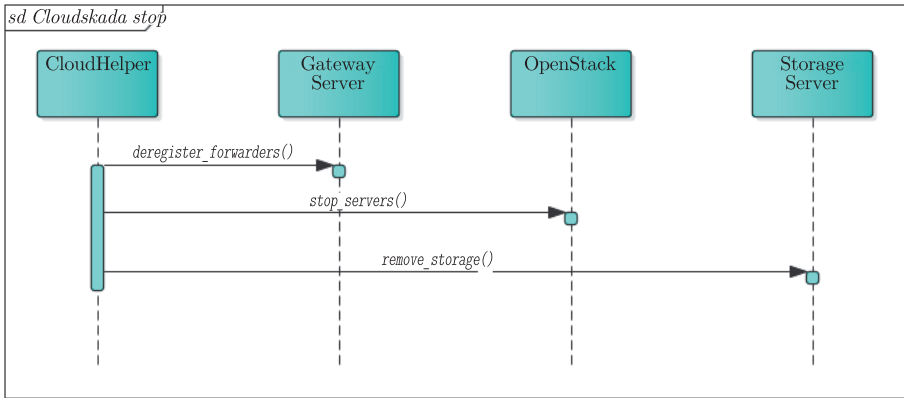 sd Cloudskada stop
CloudHelper
Gateway
Server
OpenStack
Storage
Server
deregister_forwarders()
stop_servers()
remove_storage()